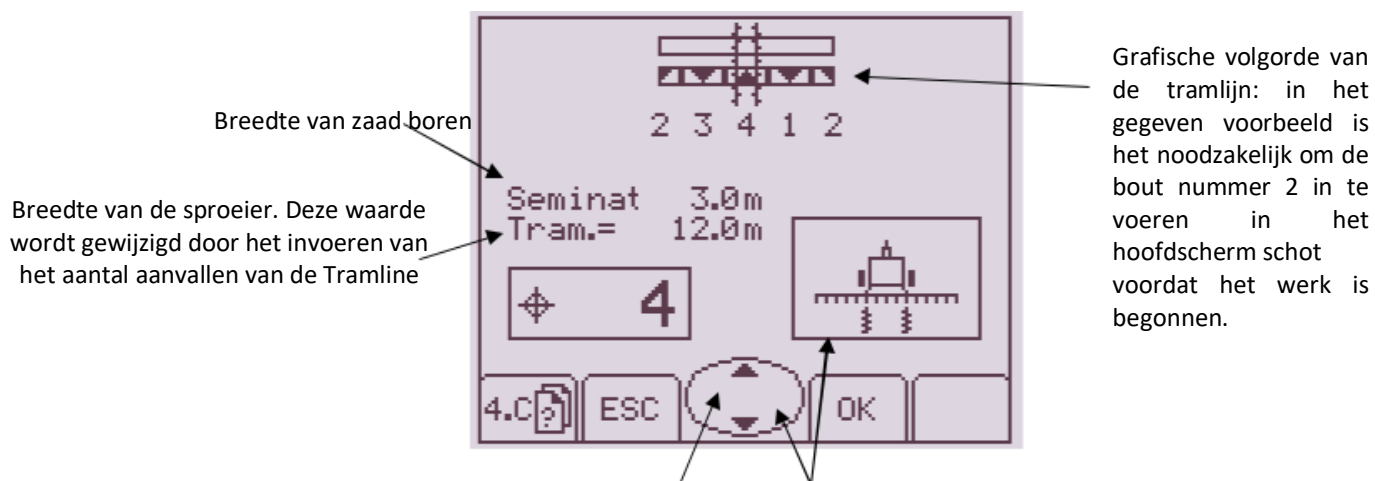 2 3 4 1 2
Breedte van zaad boren
Seminat 3.0m
Tram.= 12.0m
Breedte van de sproeier. Deze waarde
wordt gewijzigd door het invoeren van
het aantal aanvallen van de Tramline
4
4.C ? ESC OK
Grafische volgorde van
de tramlijn: in het
gegeven voorbeeld is
het noodzakelijk om de
bout nummer 2 in te
voeren in het
hoofdscherm schot
voordat het werk is
begonnen.